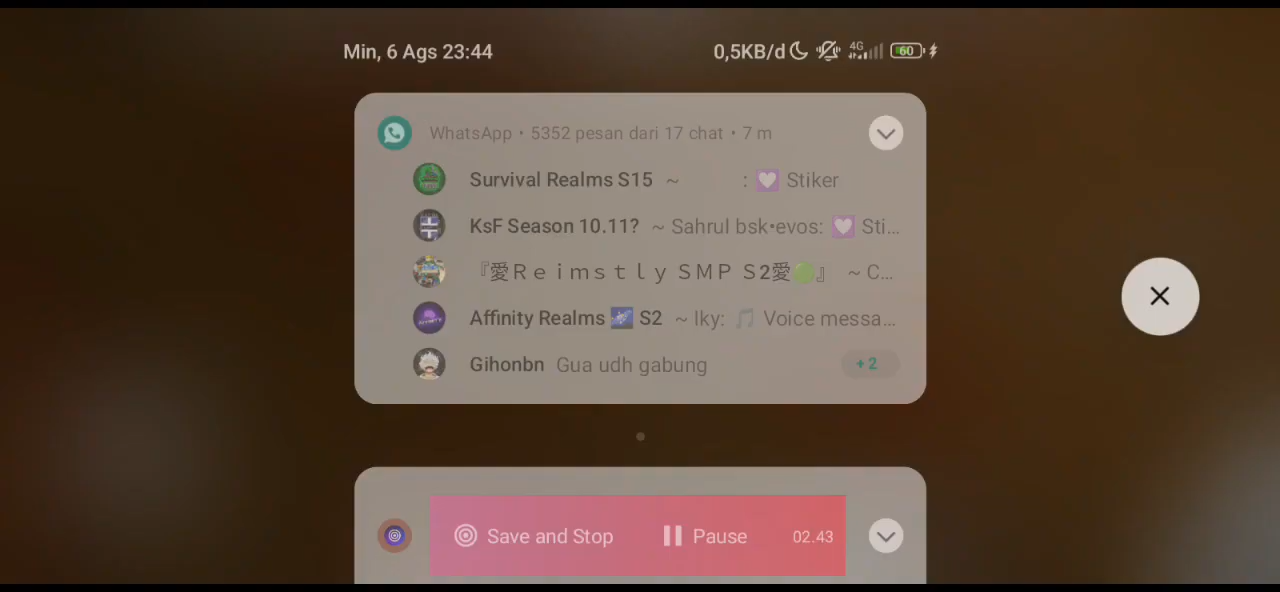 Min, 6 Ags 23:44
0,5KB/d 4G 60
WhatsApp • 5352 pesan dari 17 chat • 7 m
Survival Realms S15 ~ : 💟 Stiker
KsF Season 10.11? ~ Sahrul bsk•evos: 💟 Sti...
『愛Ｒｅｉｍｓｔｌｙ ＳＭＰ Ｓ2愛🟢』 ~ C...
Affinity Realms 🌌 S2 ~ Iky: 🎵 Voice messa...
Gihonbn Gua udh gabung
+2
Save and Stop
Pause
02.43